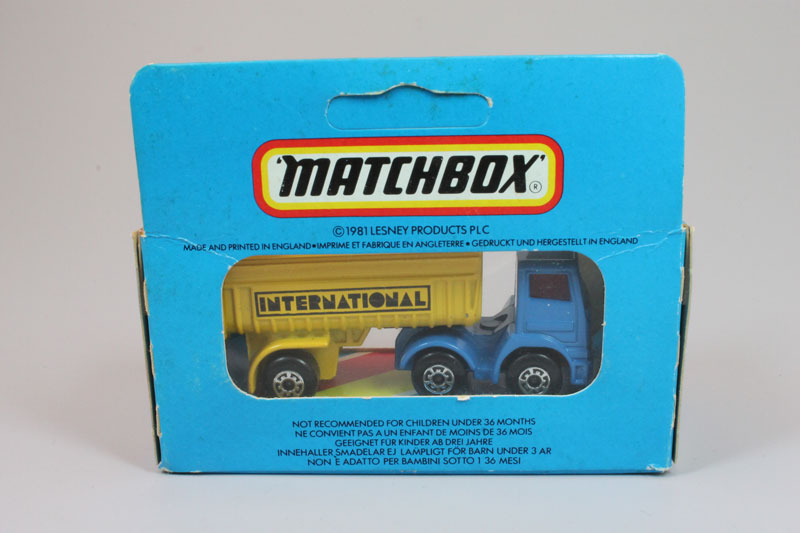 'MATCHBOX'®
©1981 LESNEY PRODUCTS PLC
MADE AND PRINTED IN ENGLAND•IMPRIME ET FABRIQUE EN ANGLETERRE•GEDRUCKT UND HERGESTELLT IN ENGLAND
INTERNATIONAL
NOT RECOMMENDED FOR CHILDREN UNDER 36 MONTHS
NE CONVIENT PAS A UN ENFANT DE MOINS DE 36 MOIS
GEEIGNET FÜR KINDER AB DREI JAHRE
INNEHALLER SMADELAR EJ LAMPLIGT FÖR BARN UNDER 3 AR
NON E ADATTO PER BAMBINI SOTTO I 36 MESI